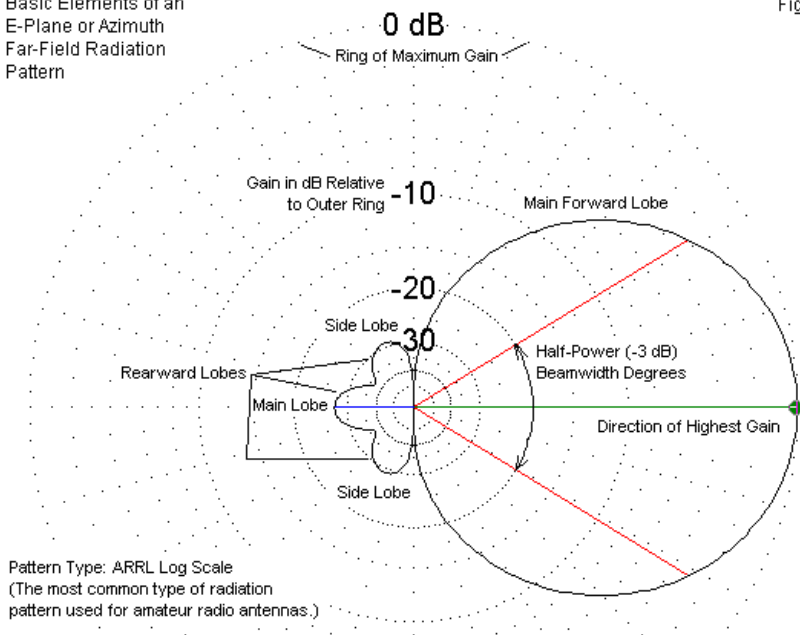 Basic Elements of an
E-Plane or Azimuth
Far-Field Radiation
Pattern
Fig
0 dB
Ring of Maximum Gain
Gain in dB Relative
to Outer Ring
-10
Main Forward Lobe
-20
Side Lobe
-30
Half-Power (-3 dB)
Beamwidth Degrees
Rearward Lobes
Main Lobe
Direction of Highest Gain
Side Lobe
Pattern Type: ARRL Log Scale
(The most common type of radiation
pattern used for amateur radio antennas.)